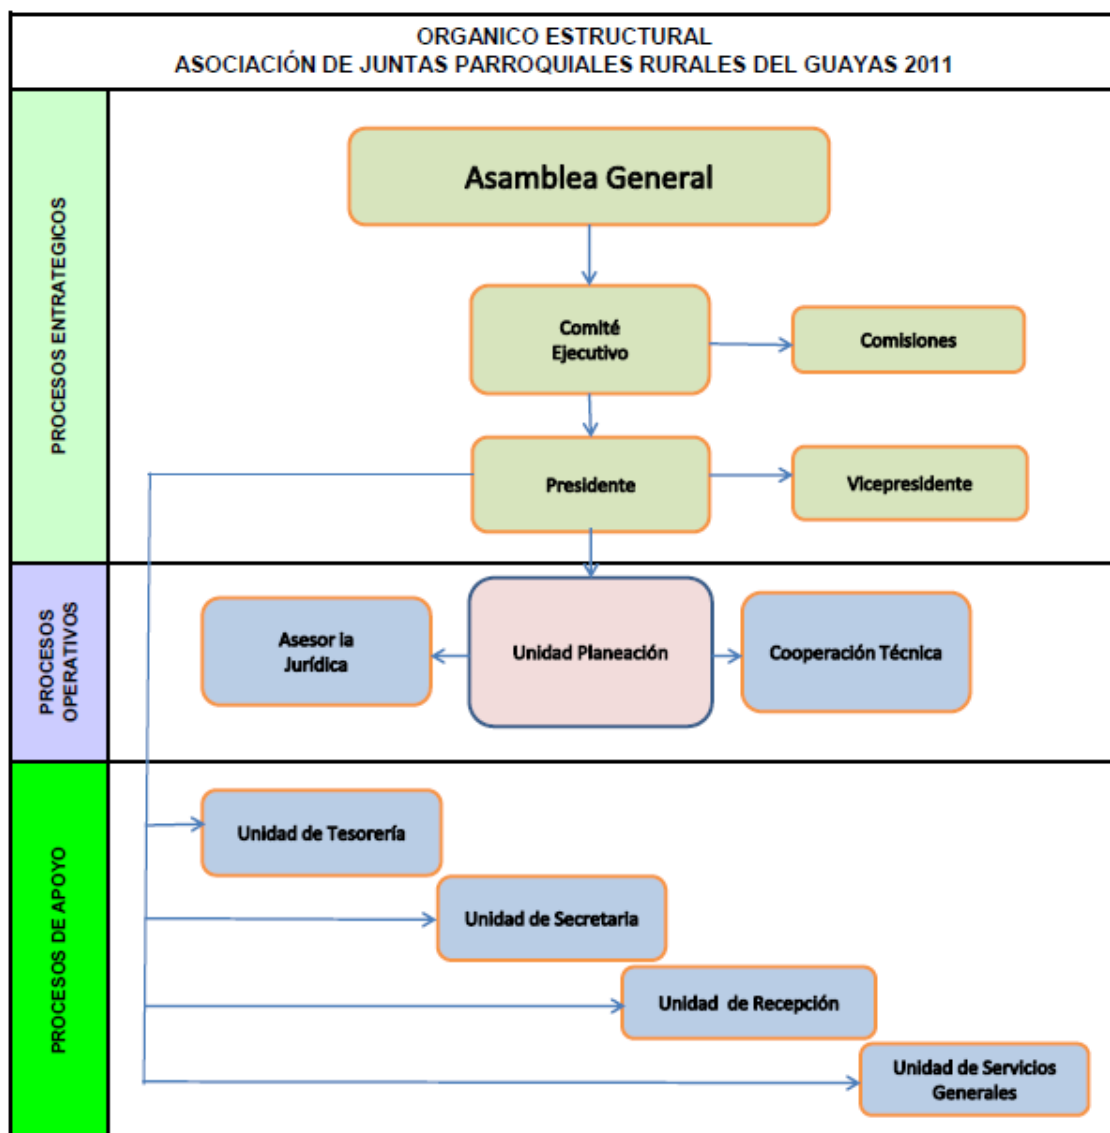 ORGANICO ESTRUCTURAL
ASOCIACIÓN DE JUNTAS PARROQUIALES RURALES DEL GUAYAS 2011
PROCESOS ENTRATEGICOS
Asamblea General
Comité
Ejecutivo
Comisiones
Presidente
Vicepresidente
PROCESOS
OPERATIVOS
Asesor ia
Jurídica
Unidad Planeación
Cooperación Técnica
PROCESOS DE APOYO
Unidad de Tesorería
Unidad de Secretaria
Unidad de Recepción
Unidad de Servicios
Generales